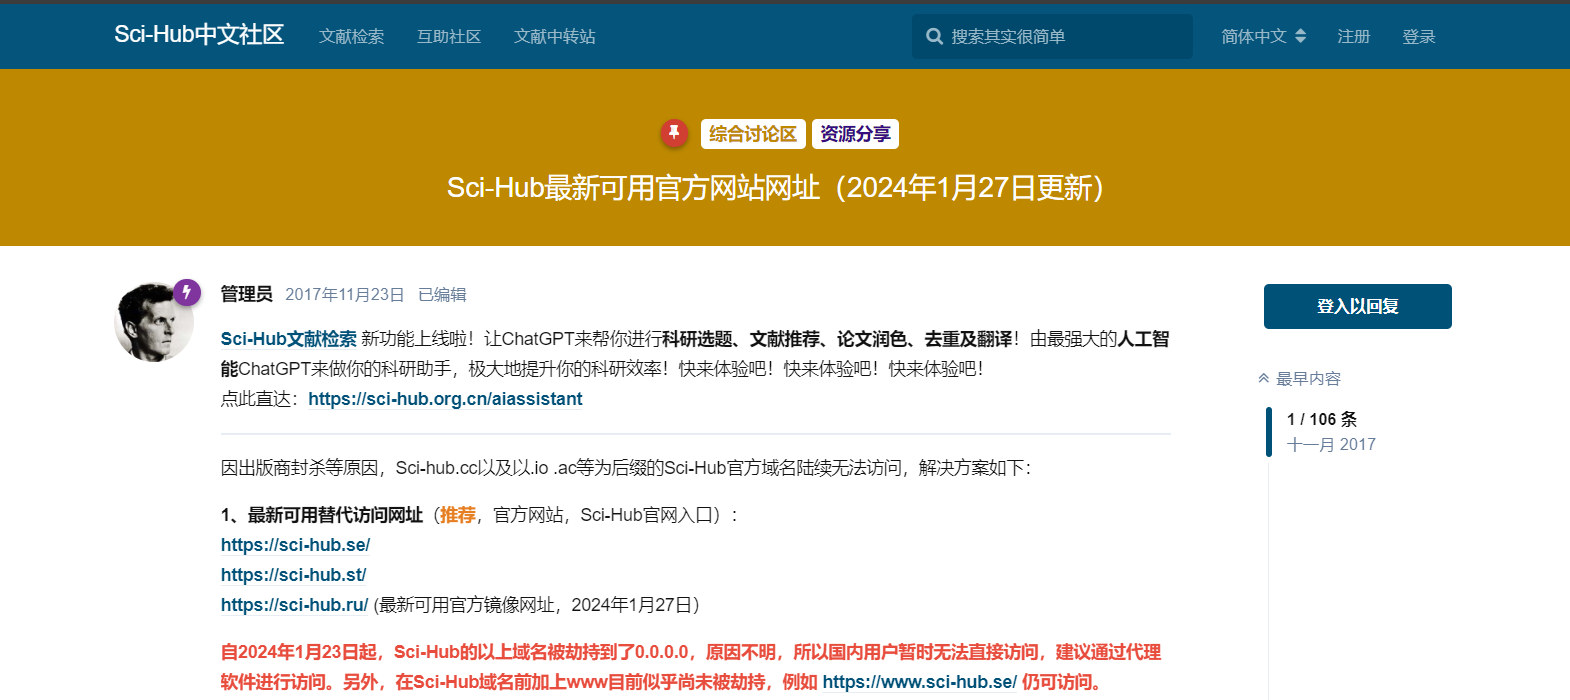 Sci-Hub中文社区 文献检索 互助社区 文献中转站 搜索其实很简单 简体中文 注册 登录
综合讨论区 资源分享
Sci-Hub最新可用官方网站网址（2024年1月27日更新）
管理员 2017年11月23日 已编辑
登入以回复
Sci-Hub文献检索 新功能上线啦！让ChatGPT来帮你进行科研选题、文献推荐、论文润色、去重及翻译！由最强大的人工智
能ChatGPT来做你的科研助手，极大地提升你的科研效率！快来体验吧！快来体验吧！快来体验吧！
点此直达：https://sci-hub.org.cn/aiassistant
最早内容
1 / 106 条
十一月 2017
因出版商封杀等原因，Sci-hub.cc以及以.io .ac等为后缀的Sci-Hub官方域名陆续无法访问，解决方案如下：
1、最新可用替代访问网址（推荐，官方网站，Sci-Hub官网入口）：
https://sci-hub.se/
https://sci-hub.st/
https://sci-hub.ru/ (最新可用官方镜像网址，2024年1月27日）
自2024年1月23日起，Sci-Hub的以上域名被劫持到了0.0.0.0，原因不明，所以国内用户暂时无法直接访问，建议通过代理
软件进行访问。另外，在Sci-Hub域名前加上www目前似乎尚未被劫持，例如 https://www.sci-hub.se/ 仍可访问。